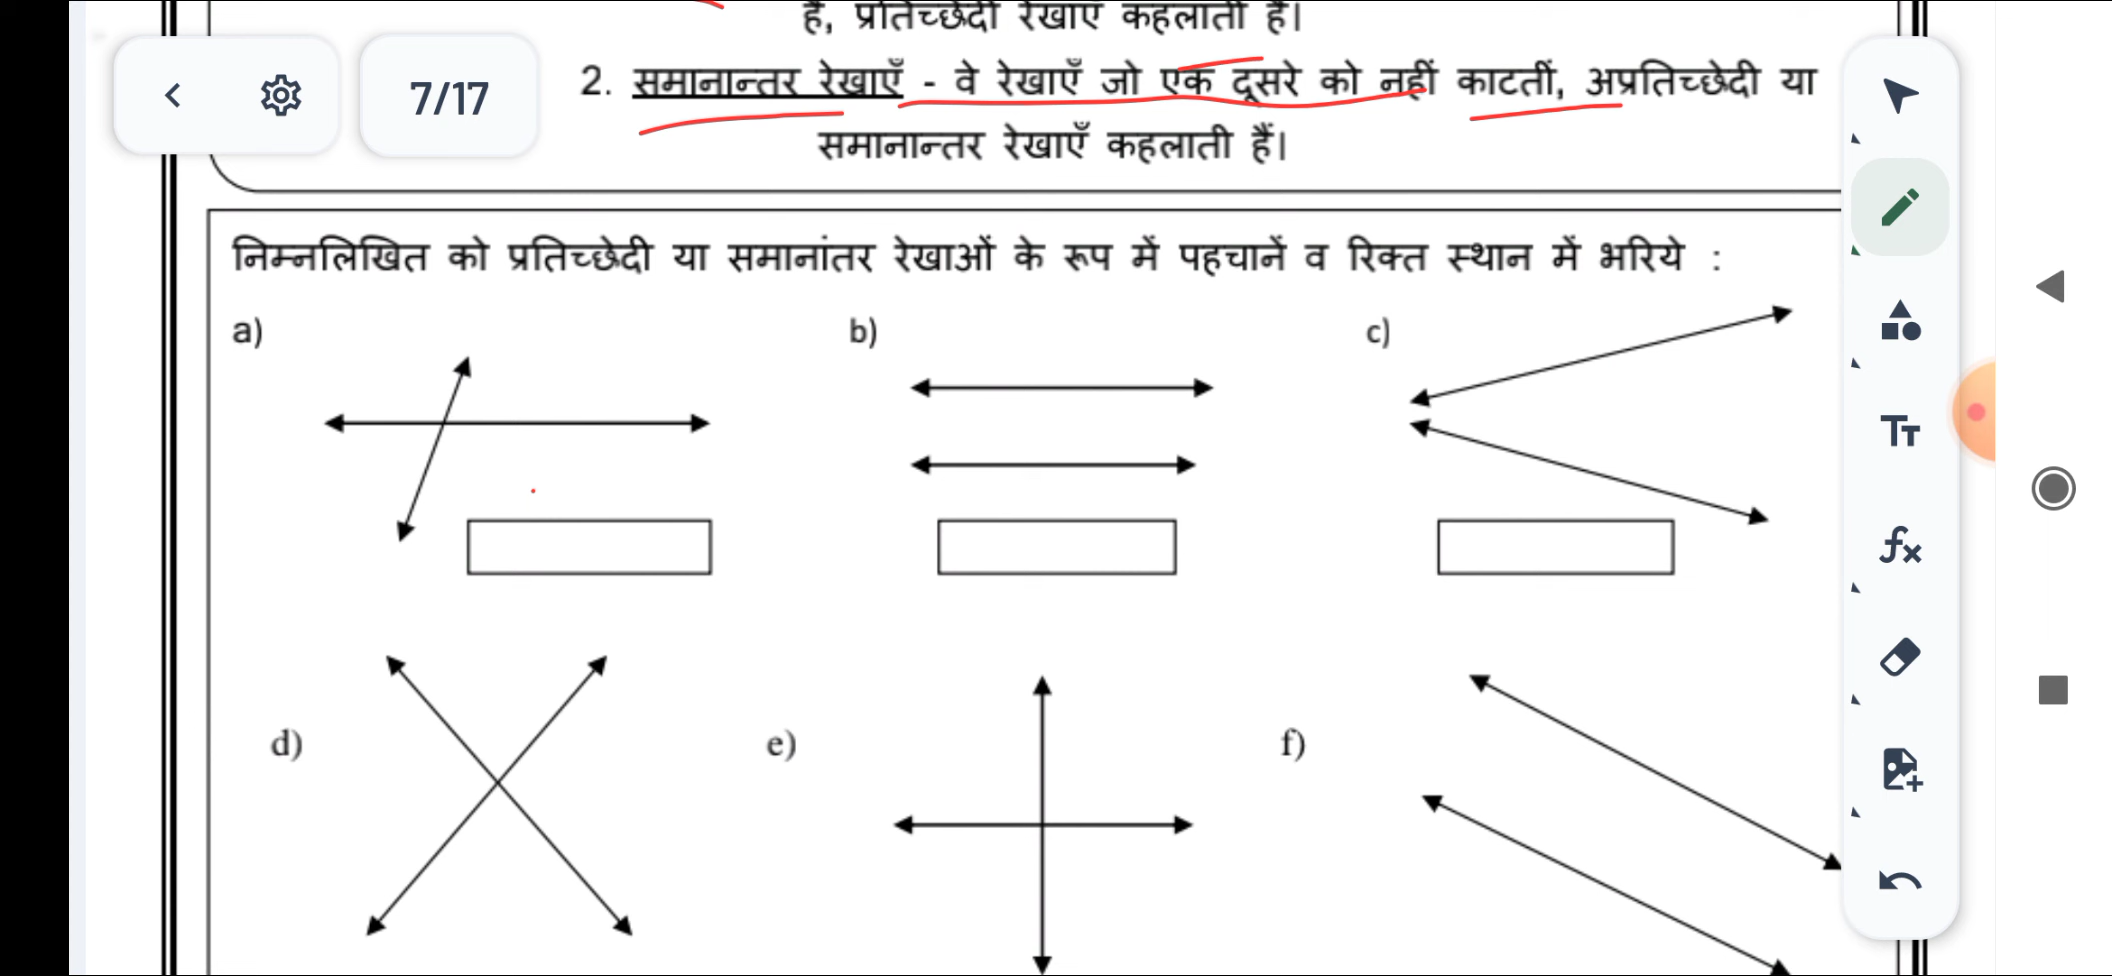 हैं, प्रतिच्छेदी रेखाएँ कहलाती हैं।
7/17
2. समानान्तर रेखाएँ - वे रेखाएँ जो एक दूसरे को नहीं काटतीं, अप्रतिच्छेदी या
समानान्तर रेखाएँ कहलाती हैं।
निम्नलिखित को प्रतिच्छेदी या समानांतर रेखाओं के रूप में पहचानें व रिक्त स्थान में भरिये :
a) b) c)
d) e) f)
Tт
fx